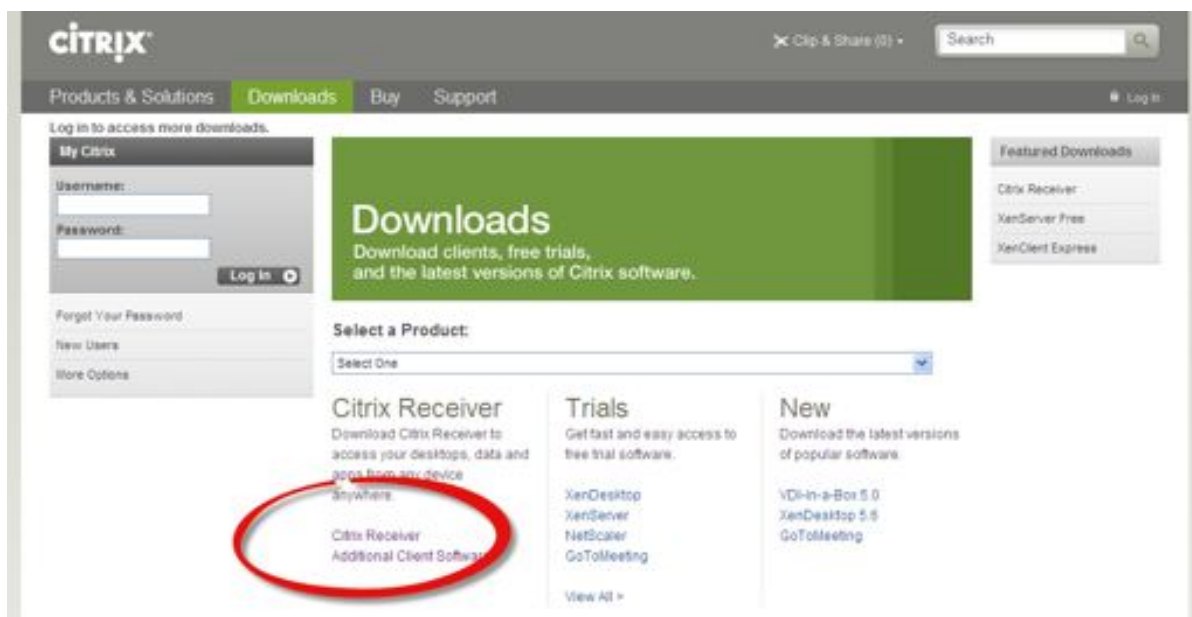 CITRIX
Clip & Share (0)
Search
Products & Solutions
Downloads
Buy
Support
Log In
Log in to access more downloads.
My Citrix
Username:
Password:
Log In
Forgot Your Password
New Users
More Options
Downloads
Download clients, free trials,
and the latest versions of Citrix software.
Featured Downloads
Citrix Receiver
XenServer Free
XenClient Express
Select a Product:
Select One
Citrix Receiver
Download Citrix Receiver to
access your desktops, data and
apps from any device
anywhere.
Citrix Receiver
Additional Client Software
Trials
Get fast and easy access to
free trial software.
XenDesktop
XenServer
NetScaler
GoToMeeting
View All >
New
Download the latest versions
of popular software.
VDI-in-a-Box 5.0
XenDesktop 5.6
GoToMeeting